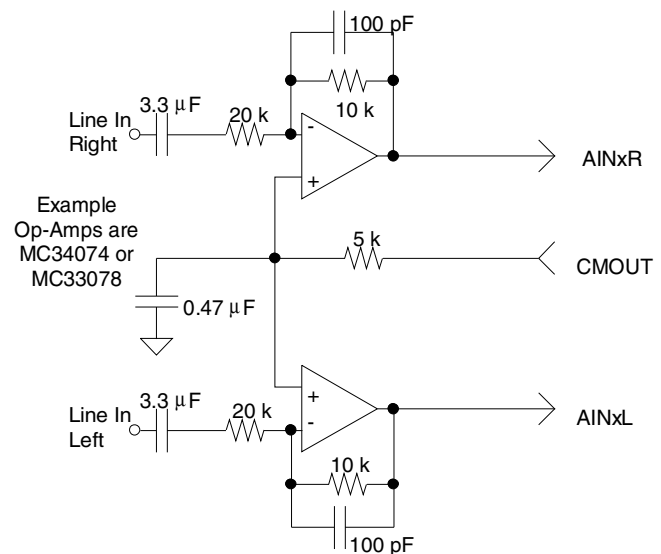 100 pF
10 k
3.3 µF
20 k
Line In
Right
-
+
AINxR
Example
Op-Amps are
MC34074 or
MC33078
5 k
CMOUT
0.47 µF
3.3 µF
20 k
Line In
Left
+
-
AINxL
10 k
100 pF